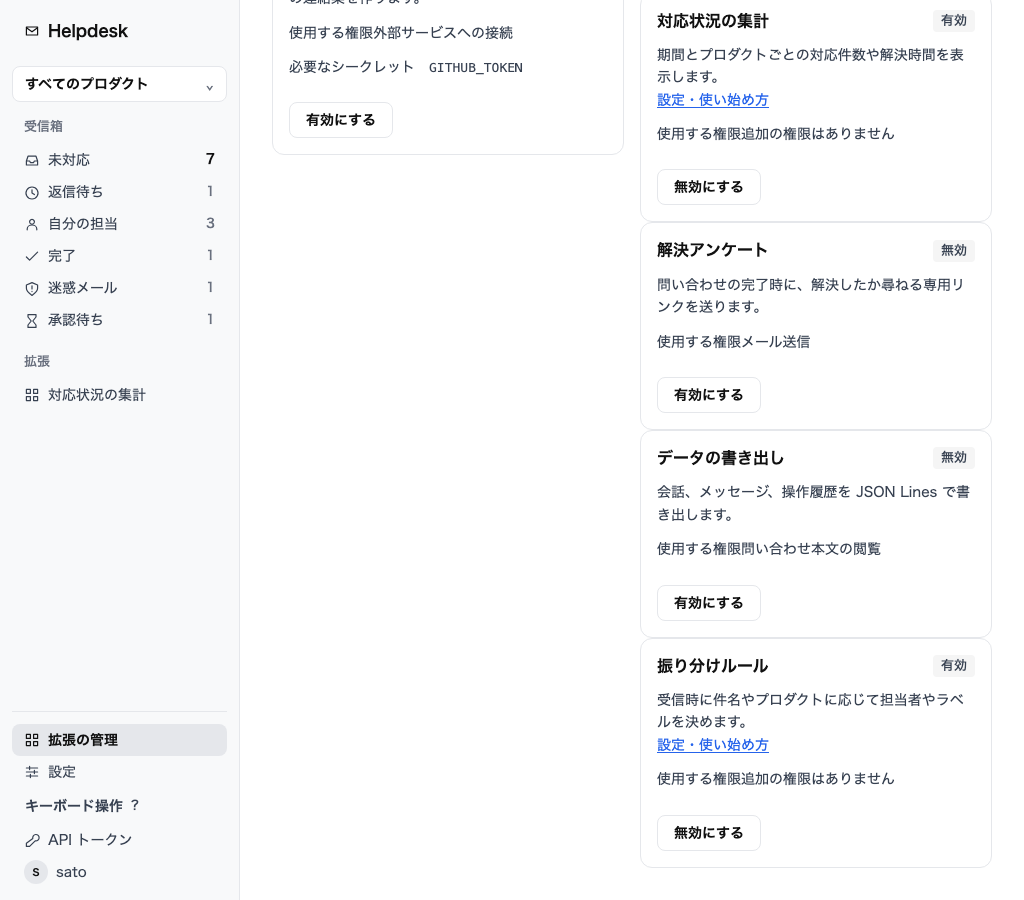 Helpdesk
すべてのプロダクト
受信箱
未対応 7
返信待ち 1
自分の担当 3
完了 1
迷惑メール 1
承認待ち 1
拡張
対応状況の集計
拡張の管理
設定
キーボード操作 ?
API トークン
S sato
使用する権限外部サービスへの接続
必要なシークレット GITHUB_TOKEN
有効にする
対応状況の集計 有効
期間とプロダクトごとの対応件数や解決時間を表
示します。
設定・使い始め方
使用する権限追加の権限はありません
無効にする
解決アンケート 無効
問い合わせの完了時に、解決したか尋ねる専用リ
ンクを送ります。
使用する権限メール送信
有効にする
データの書き出し 無効
会話、メッセージ、操作履歴を JSON Lines で書
き出します。
使用する権限問い合わせ本文の閲覧
有効にする
振り分けルール 有効
受信時に件名やプロダクトに応じて担当者やラベ
ルを決めます。
設定・使い始め方
使用する権限追加の権限はありません
無効にする